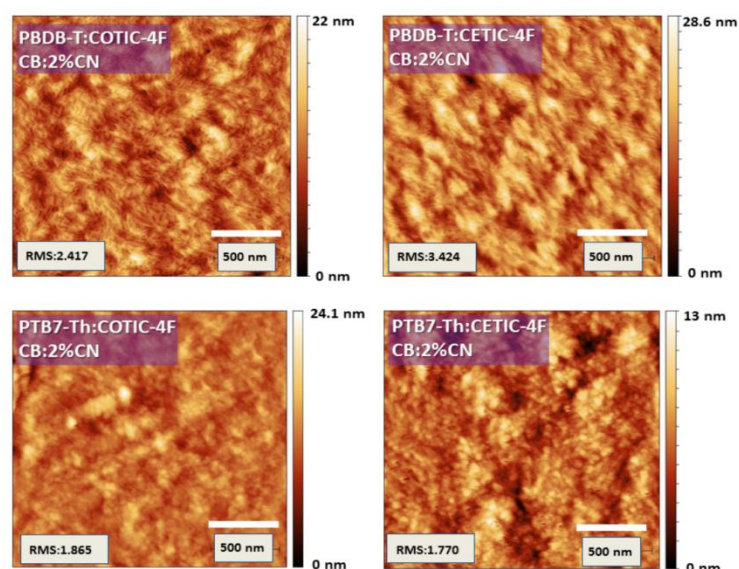 PBDB-T:COTIC-4F
CB:2%CN
22 nm
RMS:2.417
500 nm
0 nm
PBDB-T:CETIC-4F
CB:2%CN
28.6 nm
RMS:3.424
500 nm
0 nm
PTB7-Th:COTIC-4F
CB:2%CN
24.1 nm
RMS:1.865
500 nm
0 nm
PTB7-Th:CETIC-4F
CB:2%CN
13 nm
RMS:1.770
500 nm
0 nm